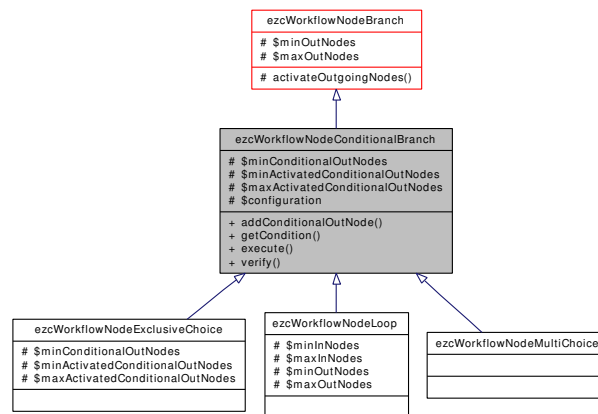 ezcWorkflowNodeBranch
# $minOutNodes
# $maxOutNodes
# activateOutgoingNodes()
ezcWorkflowNodeConditionalBranch
# $minConditionalOutNodes
# $minActivatedConditionalOutNodes
# $maxActivatedConditionalOutNodes
# $configuration
+ addConditionalOutNode()
+ getCondition()
+ execute()
+ verify()
ezcWorkflowNodeExclusiveChoice
# $minConditionalOutNodes
# $minActivatedConditionalOutNodes
# $maxActivatedConditionalOutNodes
ezcWorkflowNodeLoop
# $minInNodes
# $maxInNodes
# $minOutNodes
# $maxOutNodes
ezcWorkflowNodeMultiChoice